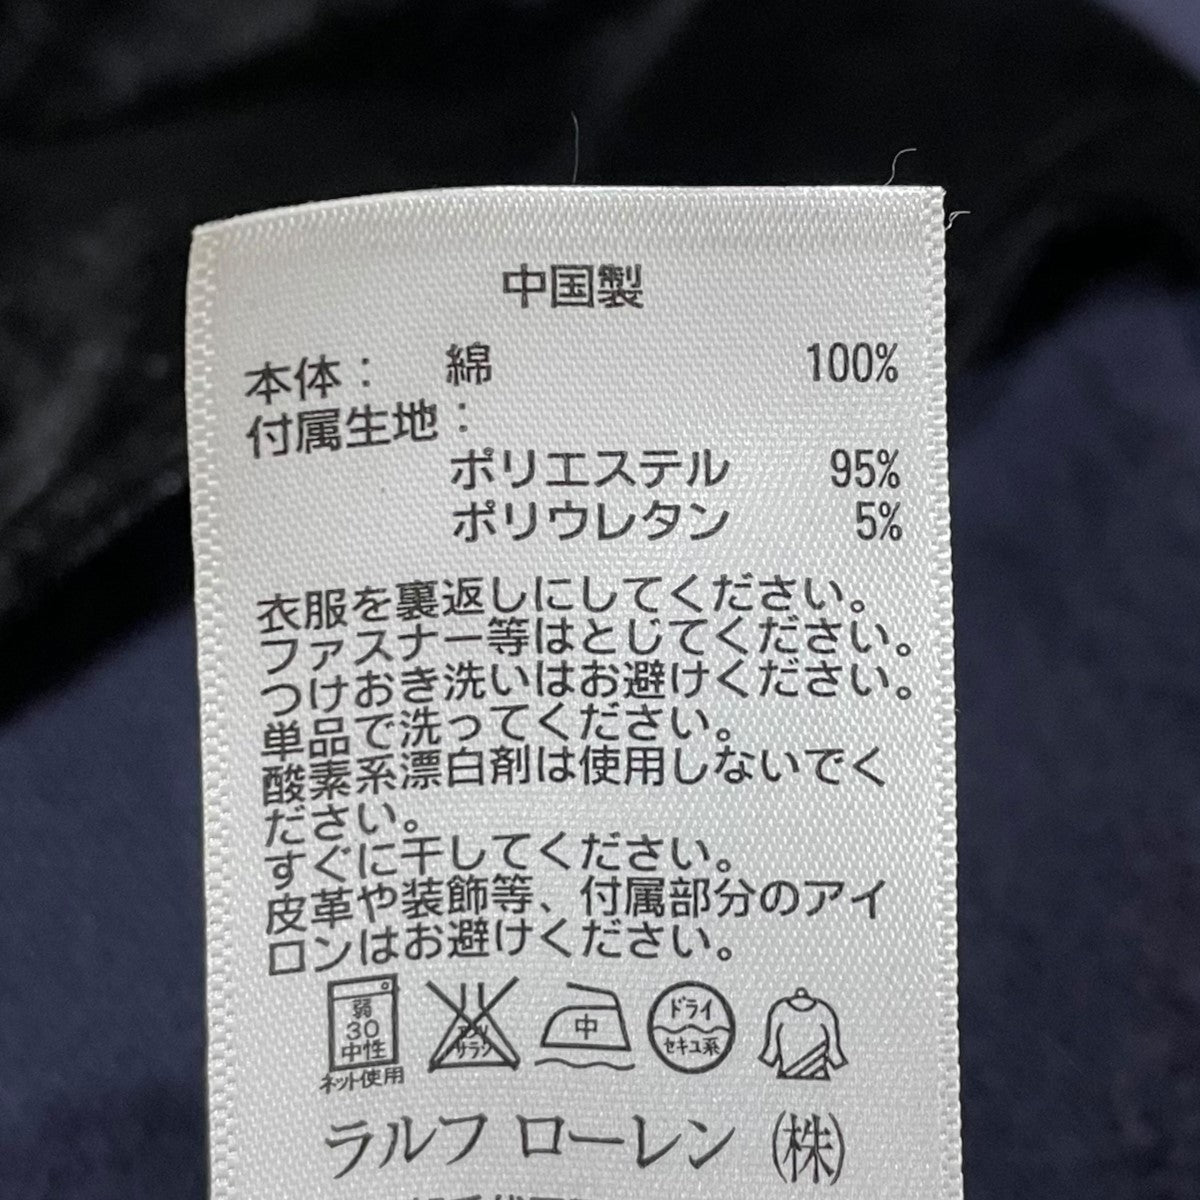 中国製
本体： 綿 100%
付属生地：
ポリエステル 95%
ポリウレタン 5%
衣服を裏返しにしてください。
ファスナー等はとじてください。
つけおき洗いはお避けください。
単品で洗ってください。
酸素系漂白剤は使用しないでく
ださい。
すぐに干してください。
皮革や装飾等、付属部分のアイ
ロンはお避けください。
弱
30
中性
ネット使用
エンソ
サラシ
中
ドライ
セキユ系
ラルフ ローレン (株)